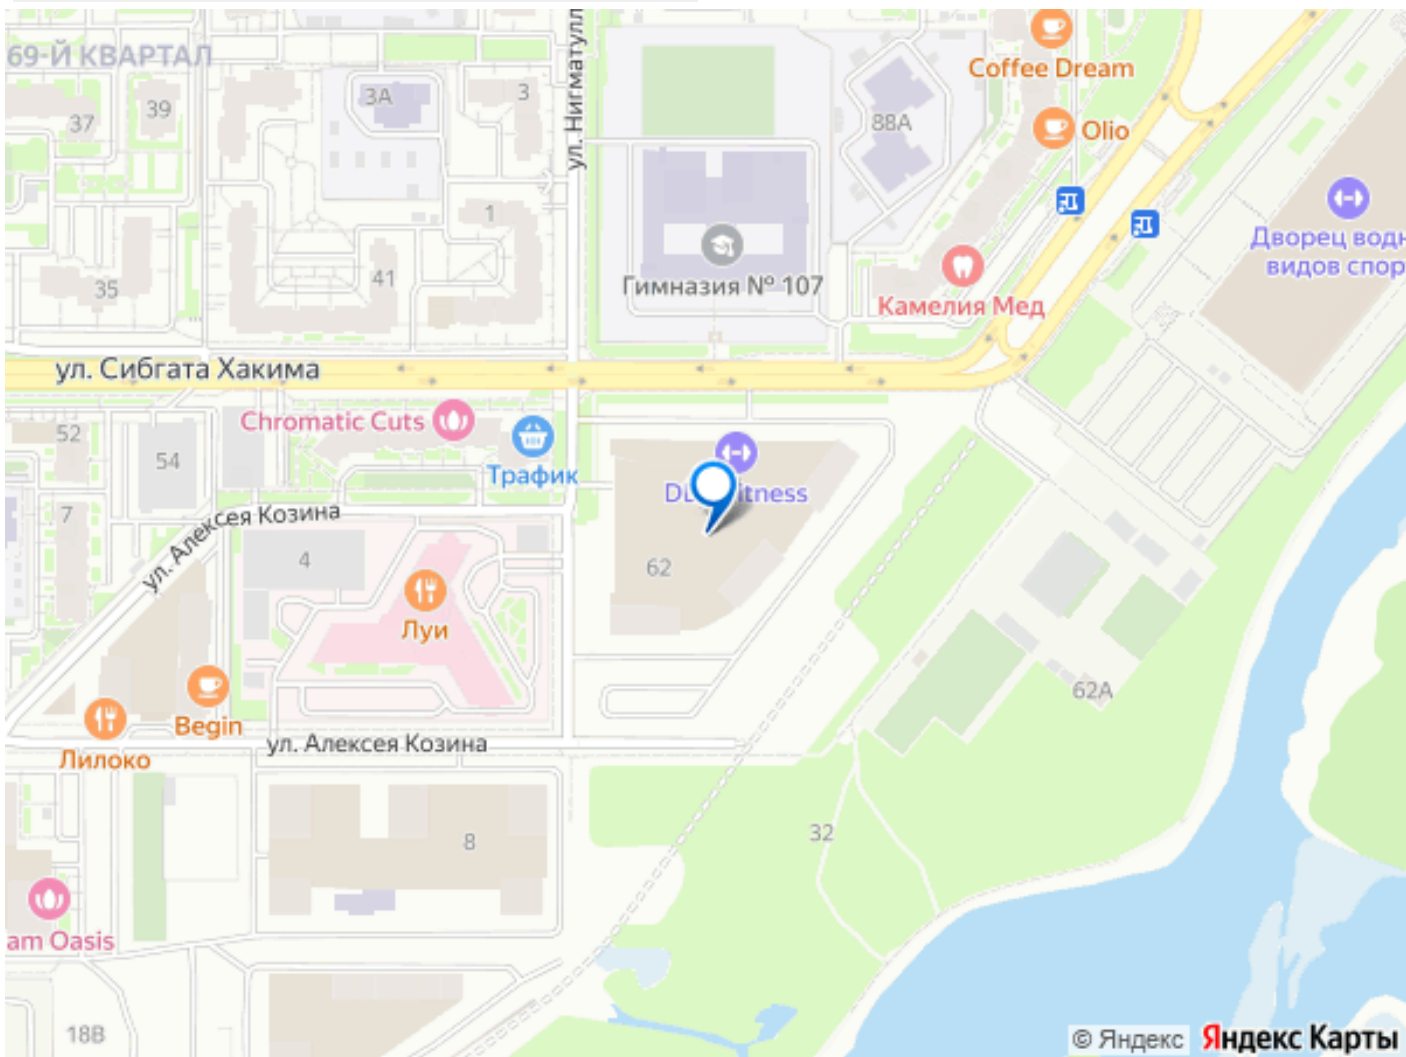 ул. Нигматулл
69-Й КВАРТАЛ
Coffee Dream
3А
3
39
37
88А
Olio
1
Дворец водн
видов спор
41
35
Гимназия № 107
Камелия Мед
ул. Сибгата Хакима
Chromatic Cuts
52
54
Трафик
itness
7
ул. Алексея Козина
4
62
Луи
62А
Begin
ул. Алексея Козина
Лилоко
32
8
am Oasis
18В
© Яндекс Яндекс Карты